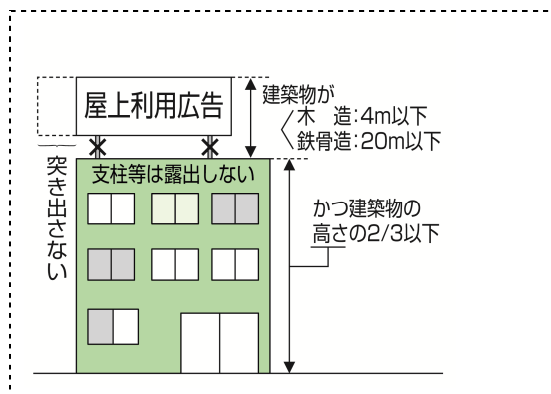 屋上利用広告
建築物が
木　造：4m以下
鉄骨造：20m以下
支柱等は露出しない
突き出さない
かつ建築物の
高さの2/3以下